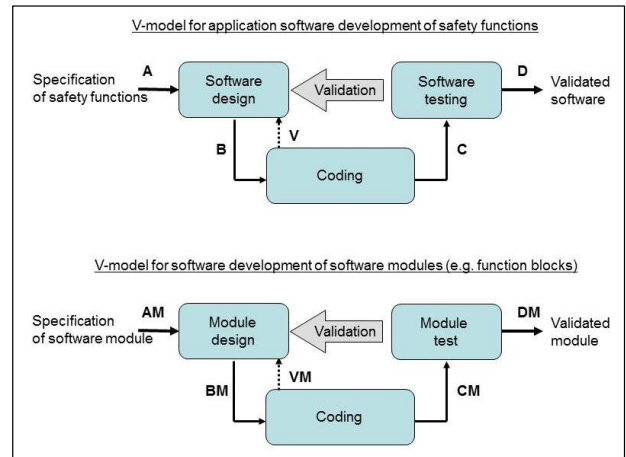 V-model for application software development of safety functions
Specification
of safety functions
A
Software
design
Validation
Software
testing
D
Validated
software
B
V
Coding
C
V-model for software development of software modules (e.g. function blocks)
Specification
of software module
AM
Module
design
Validation
Module
test
DM
Validated
module
BM
VM
Coding
CM